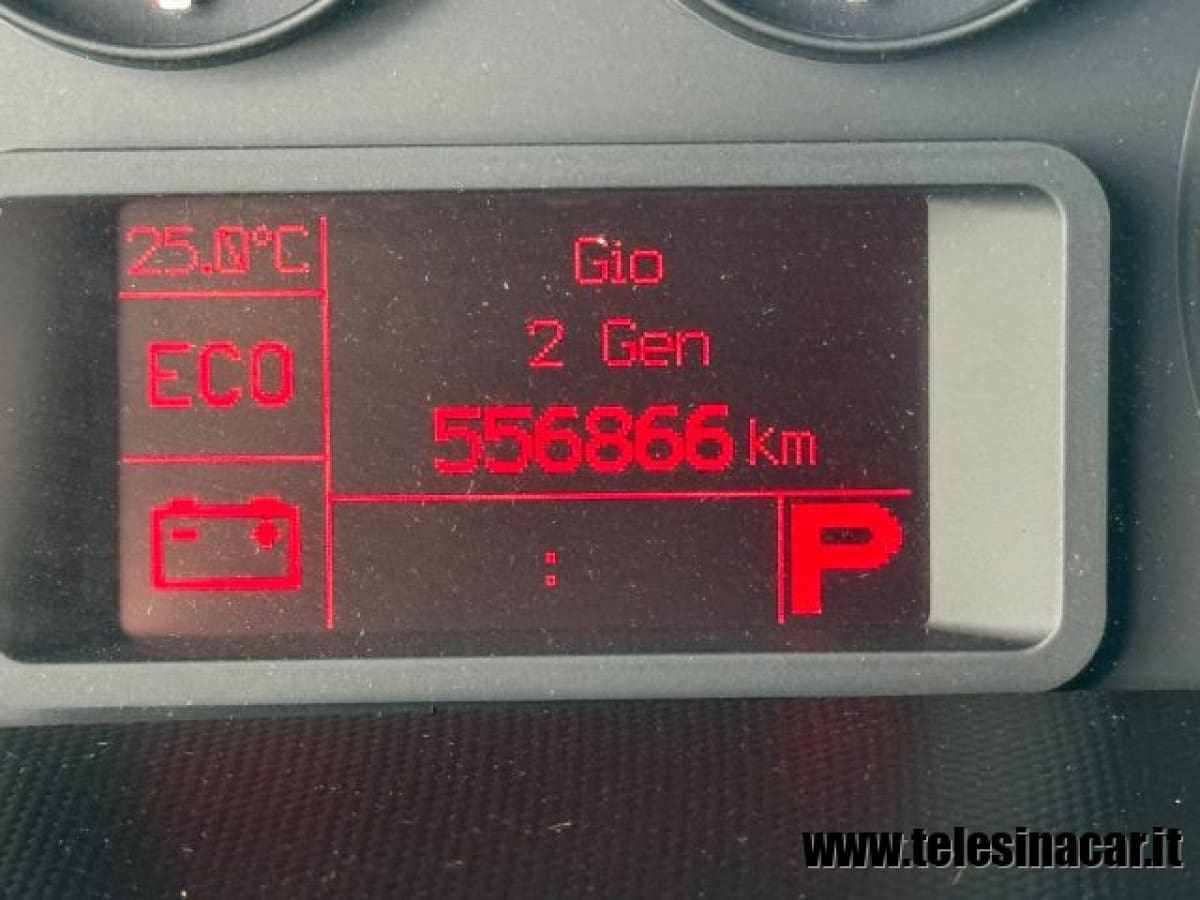 25.0°C
Gio
2 Gen
ECO
556866 km
:
P
www.telesinacar.it